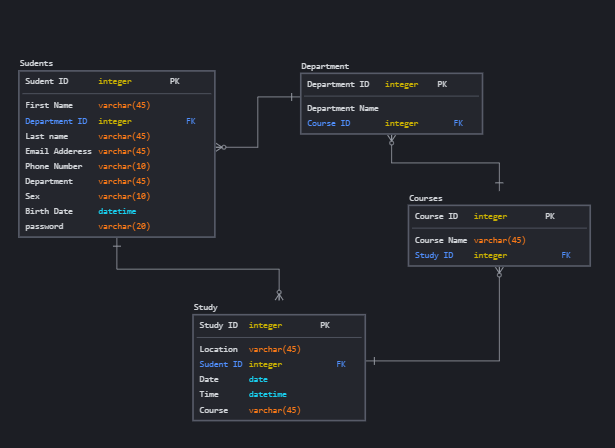 Sudents
Sudent ID integer PK
First Name varchar(45)
Department ID integer FK
Last name varchar(45)
Email Adderess varchar(45)
Phone Number varchar(10)
Department varchar(45)
Sex varchar(10)
Birth Date datetime
password varchar(20)
Department
Department ID integer PK
Department Name
Course ID integer FK
Courses
Course ID integer PK
Course Name varchar(45)
Study ID integer FK
Study
Study ID integer PK
Location varchar(45)
Sudent ID integer FK
Date date
Time datetime
Course varchar(45)